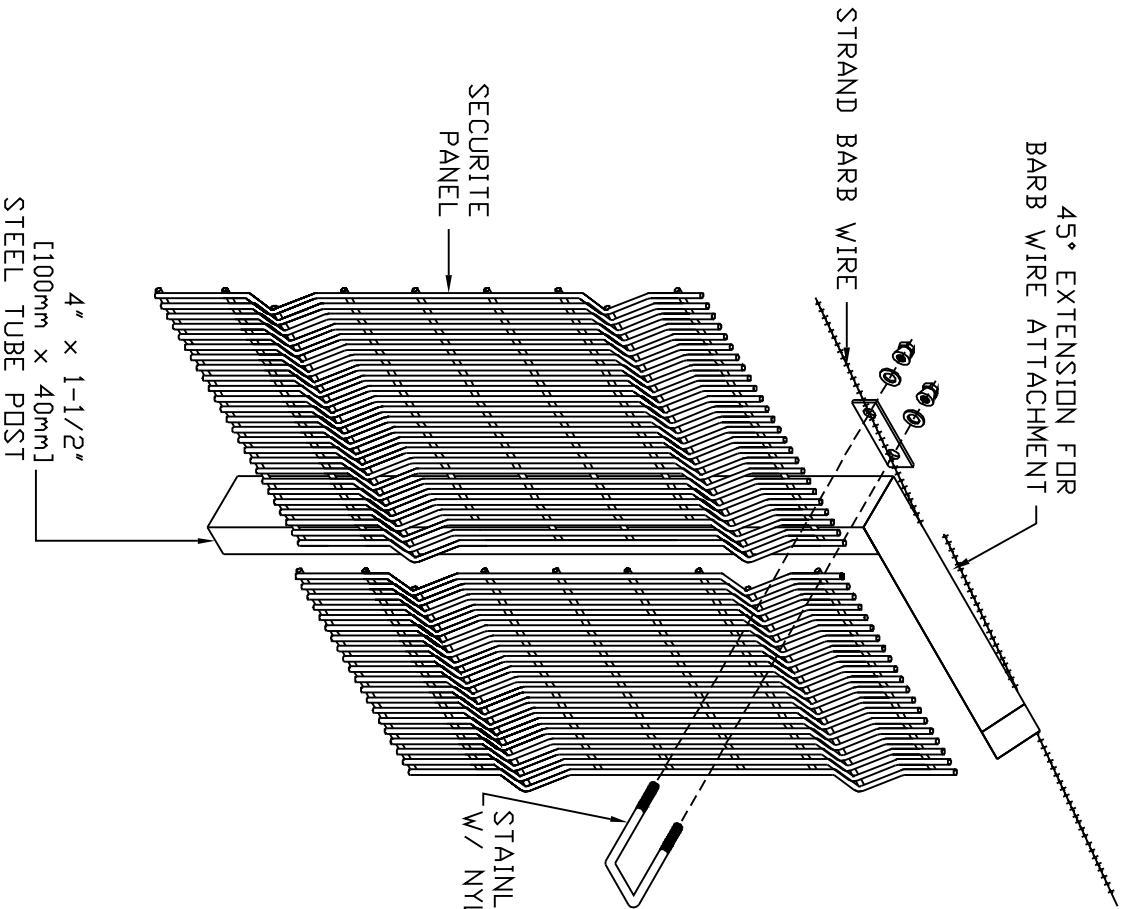 45° EXTENSION FOR
BARB WIRE ATTACHMENT
STRAND BARB WIRE
SECURITE
PANEL
4" × 1-1/2"
[100mm × 40mm]
STEEL TUBE POST
STAINL
W/ NYL